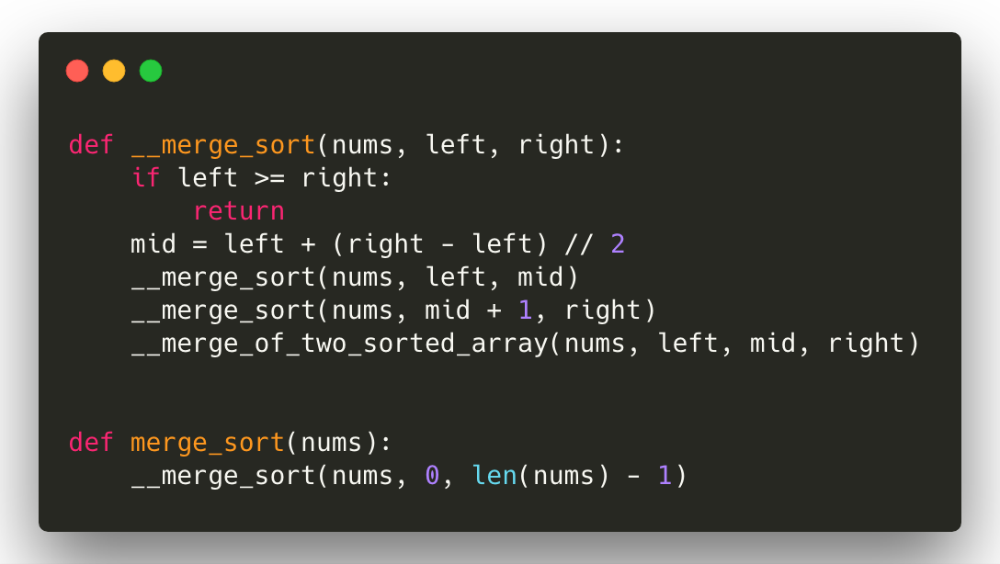 def __merge_sort(nums, left, right):
    if left >= right:
        return
    mid = left + (right - left) // 2
    __merge_sort(nums, left, mid)
    __merge_sort(nums, mid + 1, right)
    __merge_of_two_sorted_array(nums, left, mid, right)


def merge_sort(nums):
    __merge_sort(nums, 0, len(nums) - 1)